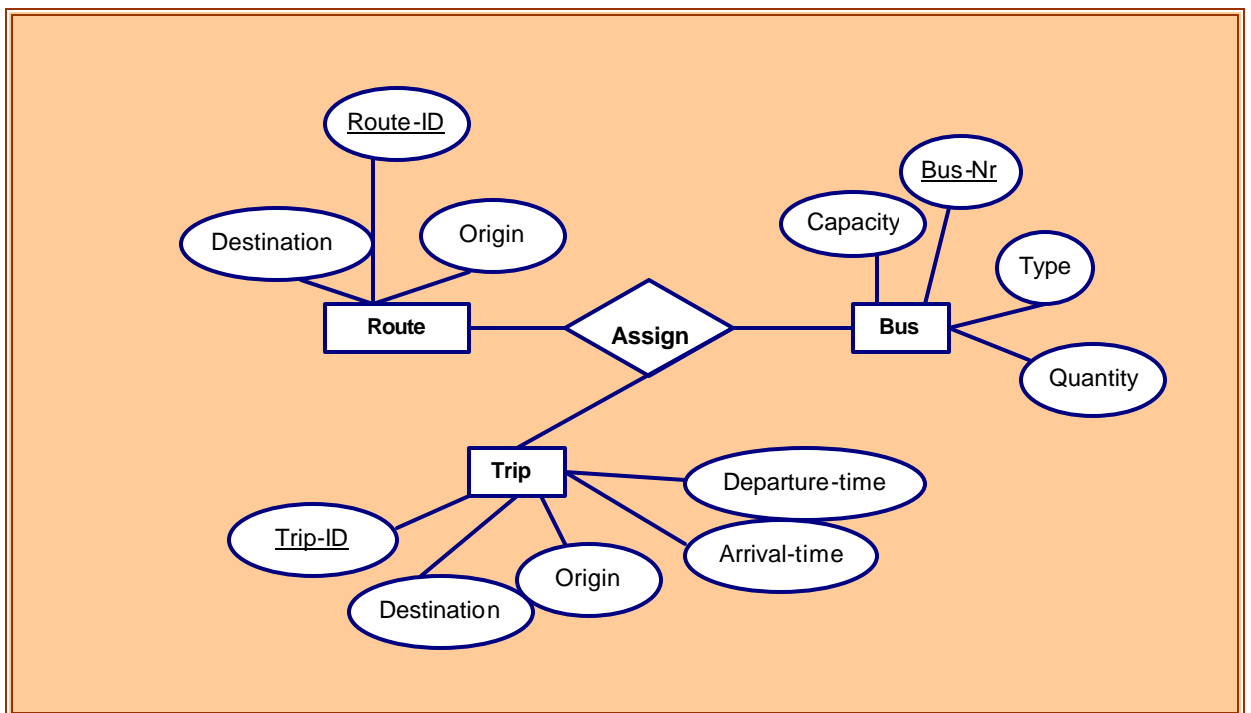 Route-ID
Bus-Nr
Capacity
Destination
Origin
Type
Route
Assign
Bus
Quantity
Trip
Departure-time
Trip-ID
Arrival-time
Origin
Destination